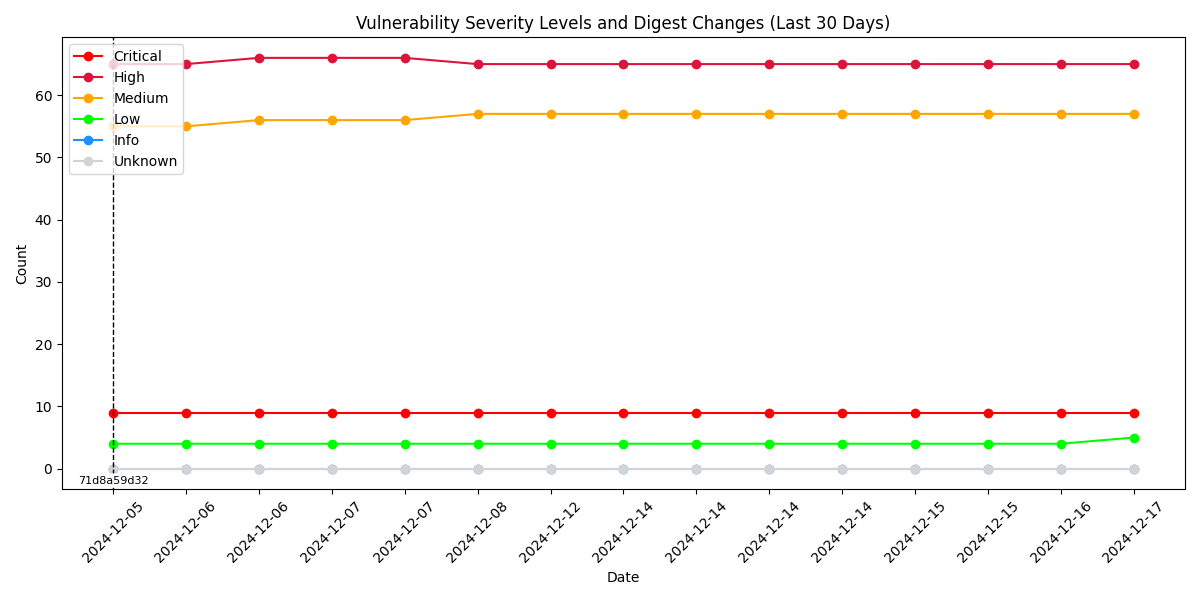 Vulnerability Severity Levels and Digest Changes (Last 30 Days)
Critical
High
Medium
Low
Info
Unknown
Count
60
50
40
30
20
10
0
71d8a59d32
2024-12-05
2024-12-06
2024-12-06
2024-12-07
2024-12-07
2024-12-08
2024-12-12
2024-12-14
2024-12-14
2024-12-14
2024-12-14
2024-12-15
2024-12-15
2024-12-16
2024-12-17
Date